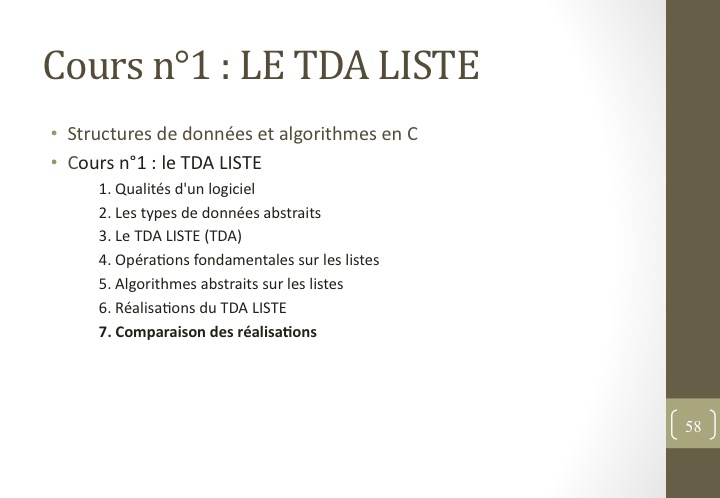 Cours n°1 : LE TDA LISTE
• Structures de données et algorithmes en C
• Cours n°1 : le TDA LISTE
1. Qualités d'un logiciel
2. Les types de données abstraits
3. Le TDA LISTE (TDA)
4. Opérations fondamentales sur les listes
5. Algorithmes abstraits sur les listes
6. Réalisations du TDA LISTE
7. Comparaison des réalisations
58